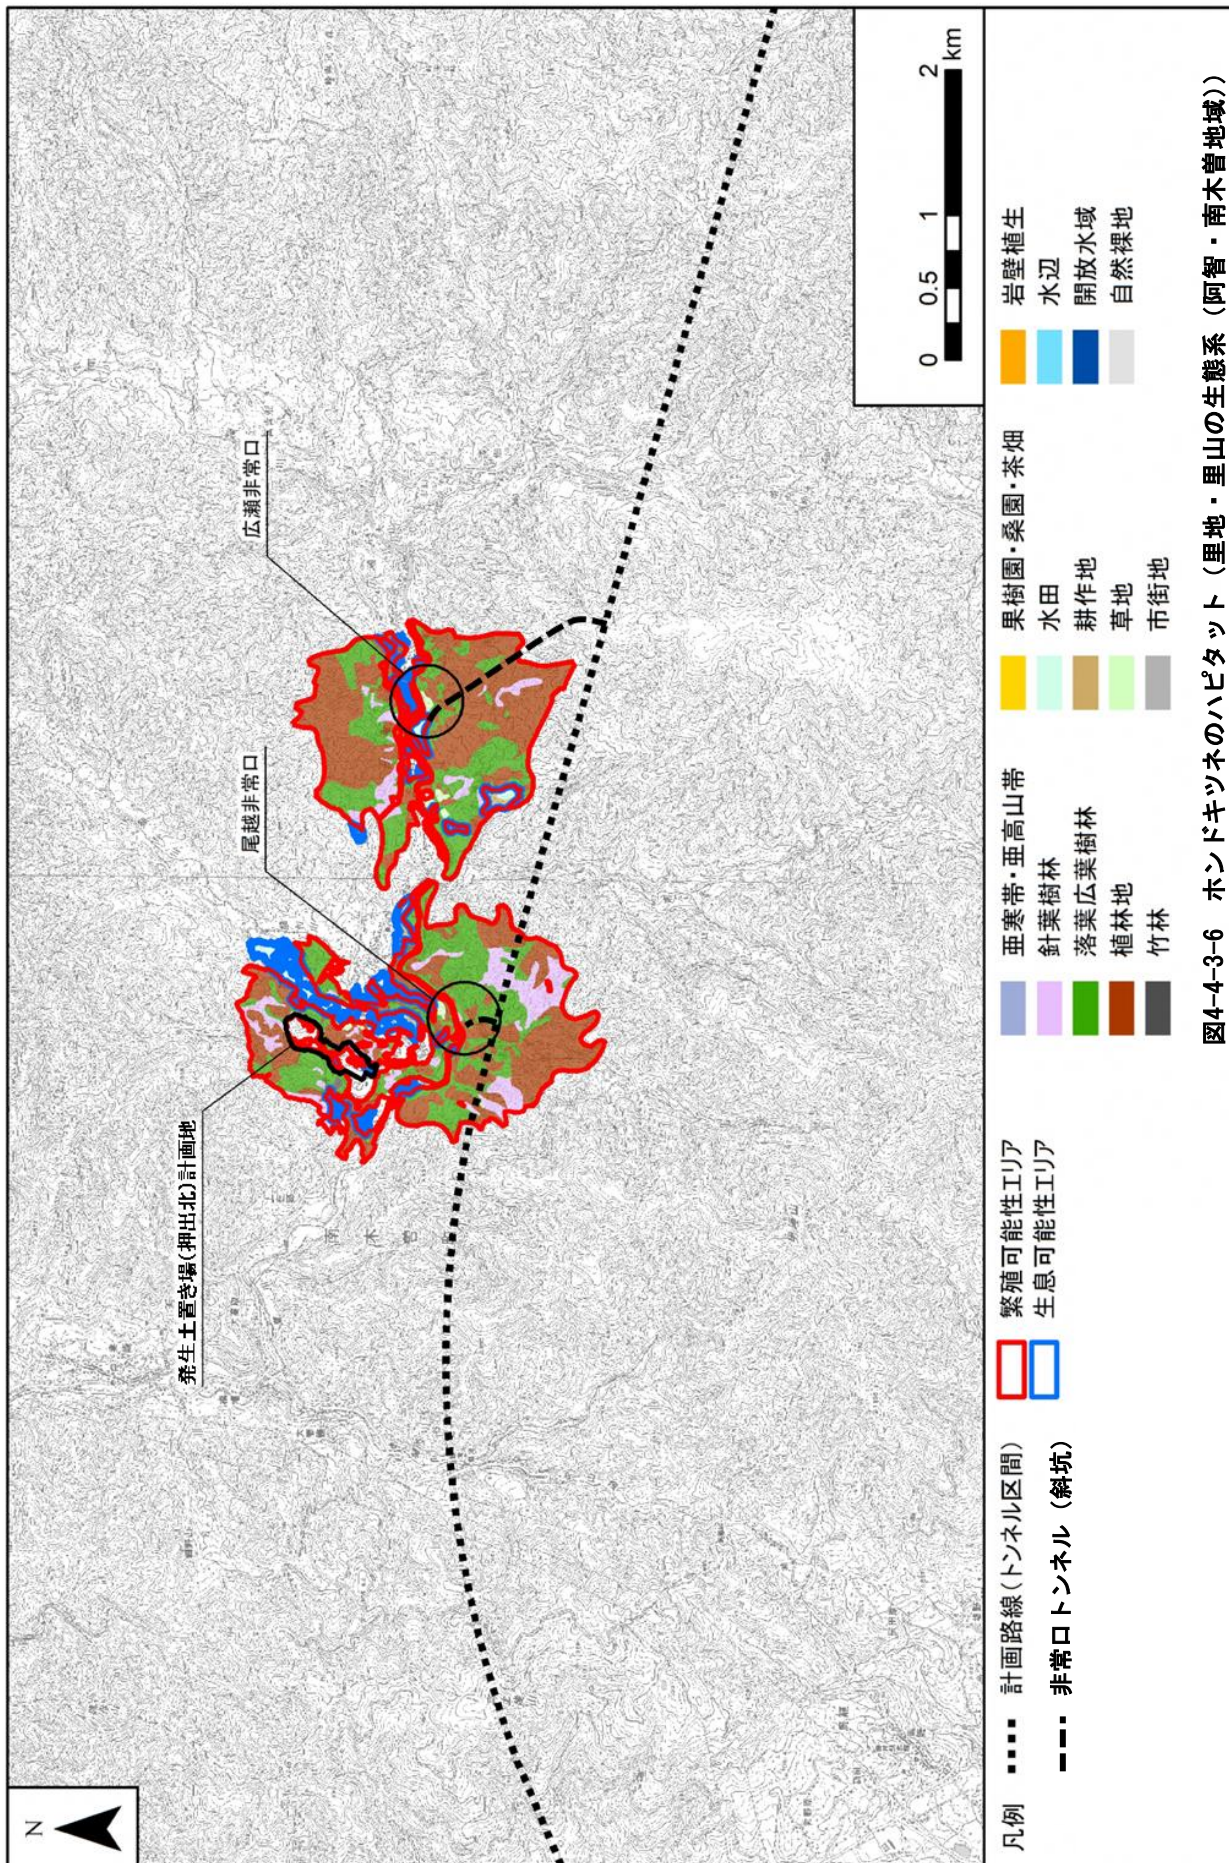 N
広瀬非常口
尾越非常口
発生土置き場(押出北)計画地
南木曽
0 0.5 1 2 km
凡例
計画路線(トンネル区間)
非常口トンネル（斜坑）
繁殖可能性エリア
生息可能性エリア
亜寒帯・亜高山帯
針葉樹林
落葉広葉樹林
植林地
竹林
果樹園・桑園・茶畑
水田
耕作地
草地
市街地
岩壁植生
水辺
開放水域
自然裸地
図4-4-3-6 ホンドキツネのハビタット（里地・里山の生態系（阿智・南木曽地域））